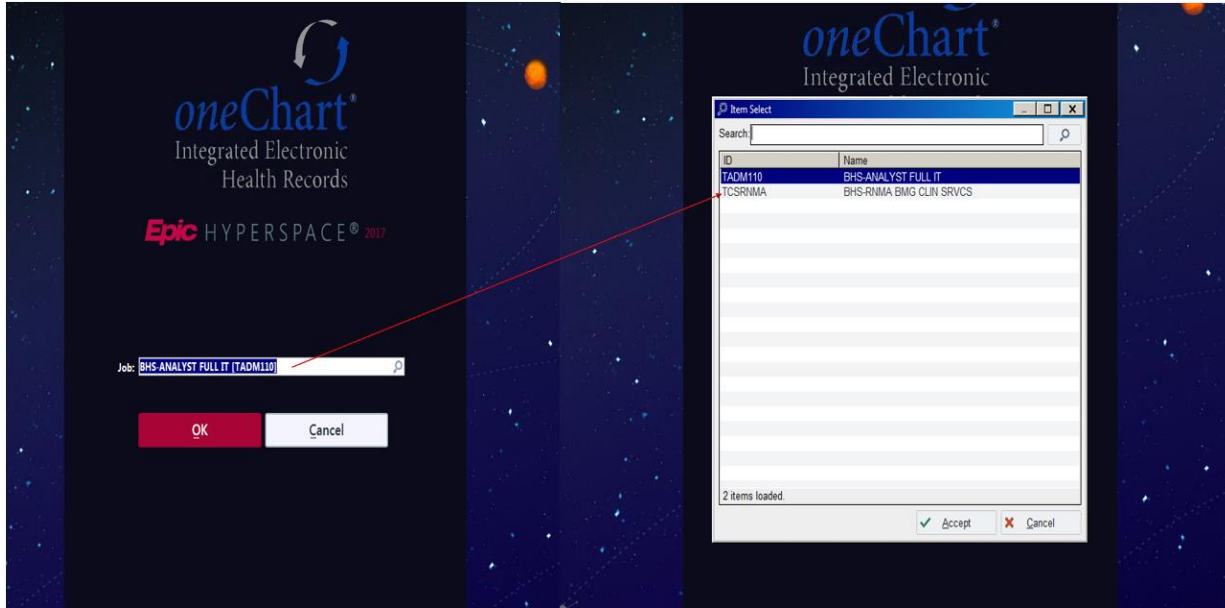 oneChart®
Integrated Electronic
Health Records
Epic HYPERSPACE® 2017
Job: BHS-ANALYST FULL IT [TADM110]
OK Cancel
oneChart®
Integrated Electronic
Item Select
Search:
ID Name
TADM110 BHS-ANALYST FULL IT
TCSRNMA BHS-RNMA BMG CLIN SRVCS
2 items loaded.
Accept Cancel